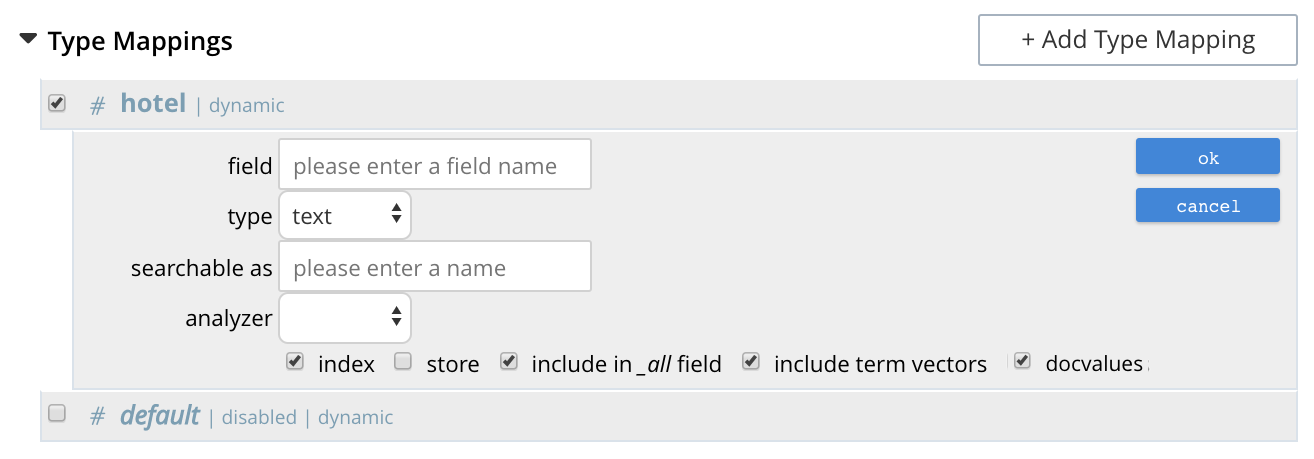 Type Mappings
+ Add Type Mapping
# hotel | dynamic
field please enter a field name
ok
type text
cancel
searchable as please enter a name
analyzer
index store include in _all field include term vectors docvalues
# default | disabled | dynamic